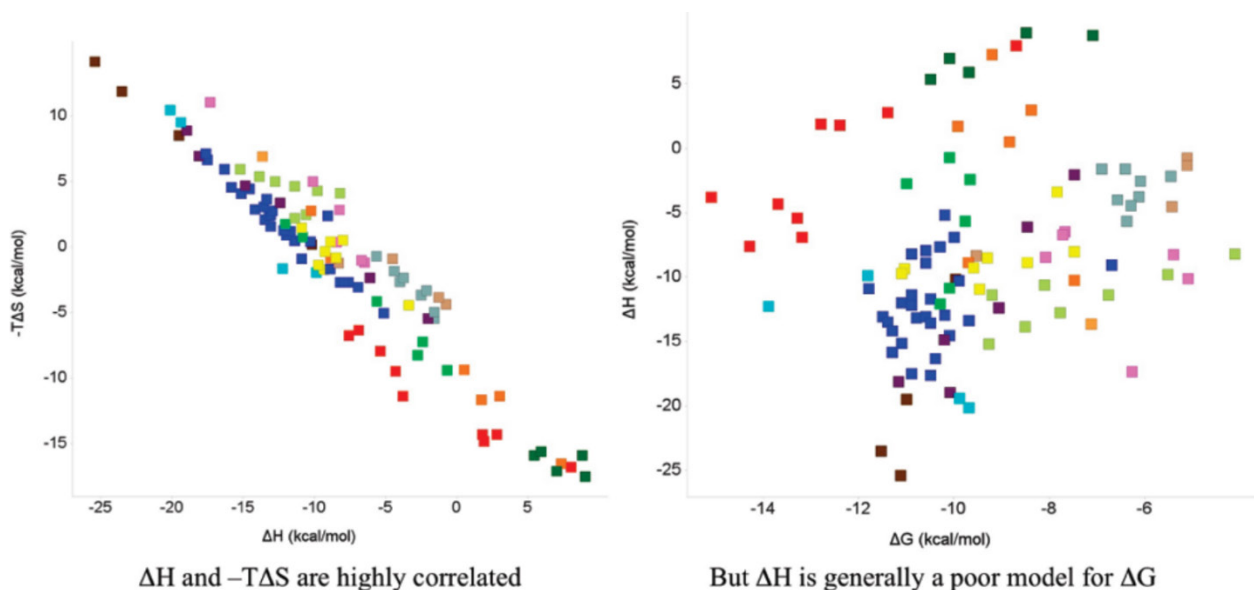 10
5
0
-5
-10
-15
-TΔS (kcal/mol)
-25 -20 -15 -10 -5 0 5
ΔH (kcal/mol)
ΔH and –TΔS are highly correlated
5
0
-5
-10
-15
-20
-25
ΔH (kcal/mol)
-14 -12 -10 -8 -6
ΔG (kcal/mol)
But ΔH is generally a poor model for ΔG